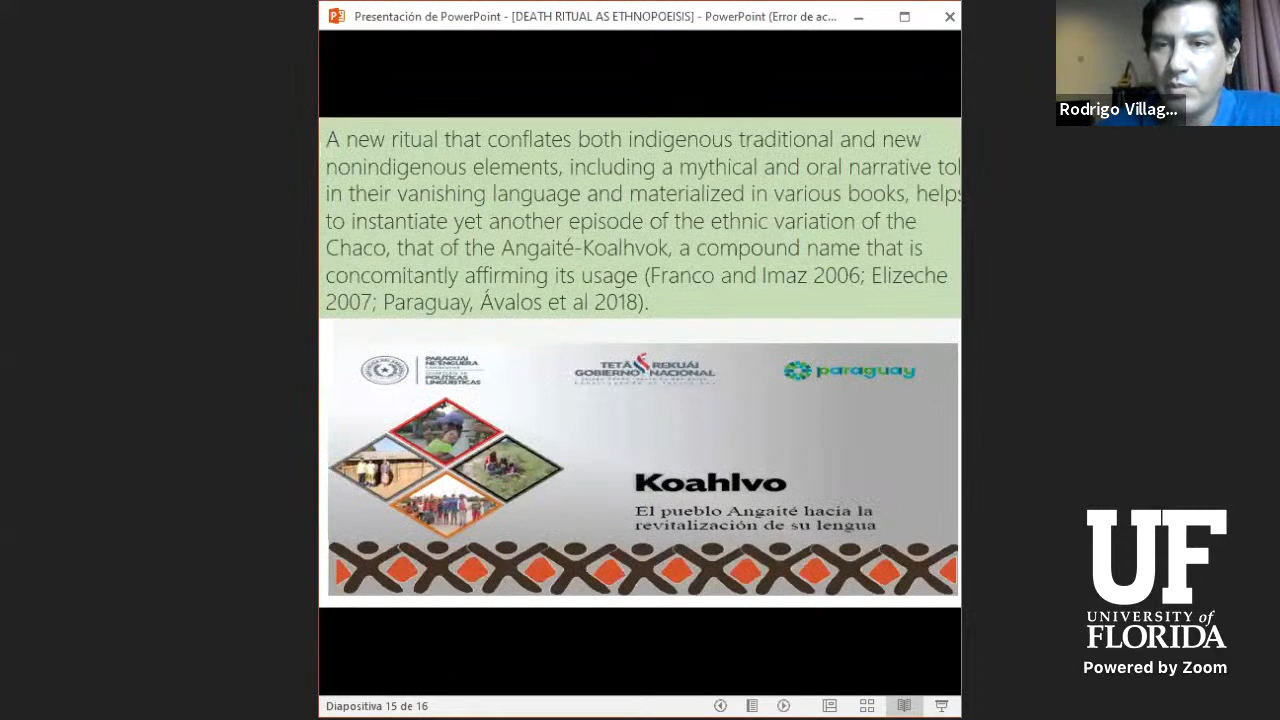 Presentación de PowerPoint - [DEATH RITUAL AS ETHNOPOEISIS] - PowerPoint (Error de ac...
Rodrigo Villag...
A new ritual that conflates both indigenous traditional and new
nonindigenous elements, including a mythical and oral narrative tol
in their vanishing language and materialized in various books, helps
to instantiate yet another episode of the ethnic variation of the
Chaco, that of the Angaité-Koalhvok, a compound name that is
concomitantly affirming its usage (Franco and Imaz 2006; Elizeche
2007; Paraguay, Ávalos et al 2018).
PARAGUÁI
ÑE'ẼNGUÉRA
POLÍTICAS
LINGÜÍSTICAS
TETÃ REKUÁI
GOBIERNO NACIONAL
paraguay
Koahlvo
El pueblo Angaité hacia la
revitalización de su lengua
UF
UNIVERSITY of
FLORIDA
Powered by Zoom
Diapositiva 15 de 16